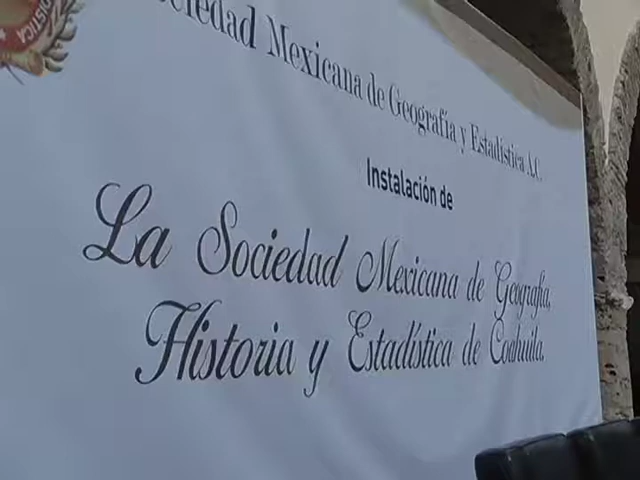 Sociedad Mexicana de Geografía y Estadística A.C.
Instalación de
La Sociedad Mexicana de Geografía,
Historia y Estadística de Coahuila.